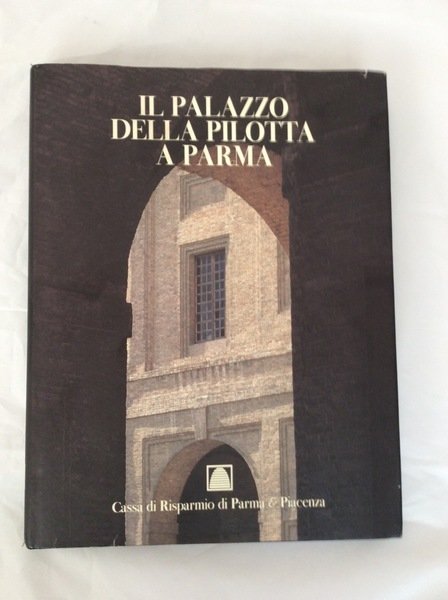 IL PALAZZO
DELLA PILOTTA
A PARMA
Cassa di Risparmio di Parma & Piacenza